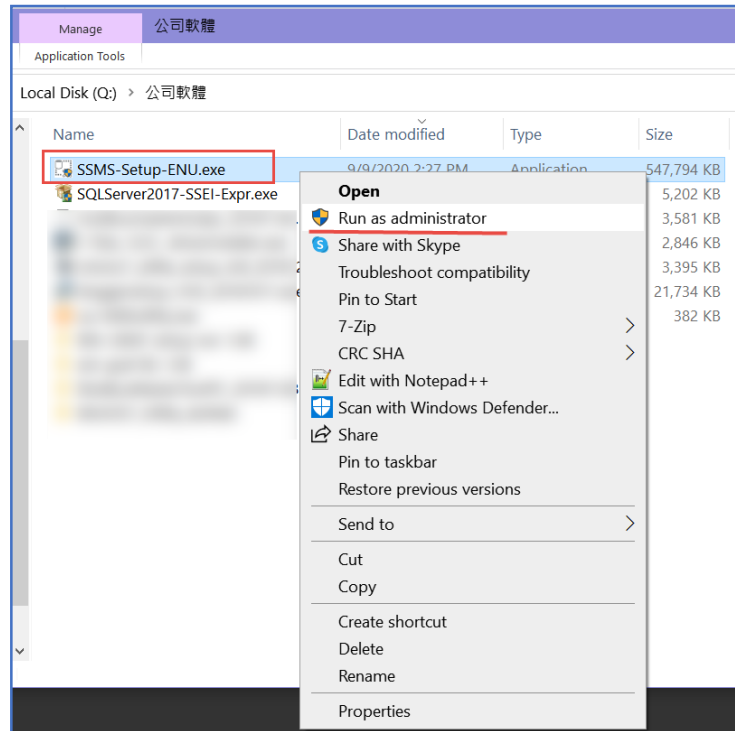 Manage 公司軟體
Application Tools
Local Disk (Q:) > 公司軟體
Name Date modified Type Size
SSMS-Setup-ENU.exe 9/9/2020 2:27 PM Application 547,794 KB
SQLServer2017-SSEI-Expr.exe 5,202 KB
3,581 KB
2,846 KB
3,395 KB
21,734 KB
382 KB
Open
Run as administrator
Share with Skype
Troubleshoot compatibility
Pin to Start
7-Zip
CRC SHA
Edit with Notepad++
Scan with Windows Defender...
Share
Pin to taskbar
Restore previous versions
Send to
Cut
Copy
Create shortcut
Delete
Rename
Properties